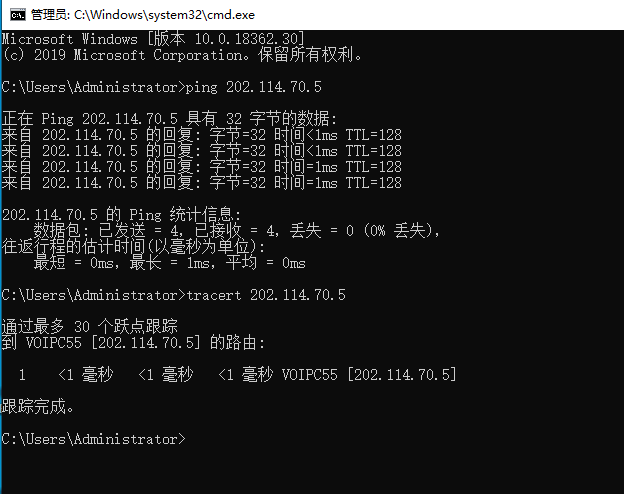 管理员: C:\Windows\system32\cmd.exe
Microsoft Windows [版本 10.0.18362.30]
(c) 2019 Microsoft Corporation。保留所有权利。
C:\Users\Administrator>ping 202.114.70.5
正在 Ping 202.114.70.5 具有 32 字节的数据:
来自 202.114.70.5 的回复: 字节=32 时间<1ms TTL=128
来自 202.114.70.5 的回复: 字节=32 时间<1ms TTL=128
来自 202.114.70.5 的回复: 字节=32 时间=1ms TTL=128
来自 202.114.70.5 的回复: 字节=32 时间=1ms TTL=128
202.114.70.5 的 Ping 统计信息:
数据包: 已发送 = 4, 已接收 = 4, 丢失 = 0 (0% 丢失),
往返行程的估计时间(以毫秒为单位):
最短 = 0ms, 最长 = 1ms, 平均 = 0ms
C:\Users\Administrator>tracert 202.114.70.5
通过最多 30 个跃点跟踪
到 VOIPC55 [202.114.70.5] 的路由:
1 <1 毫秒 <1 毫秒 <1 毫秒 VOIPC55 [202.114.70.5]
跟踪完成。
C:\Users\Administrator>